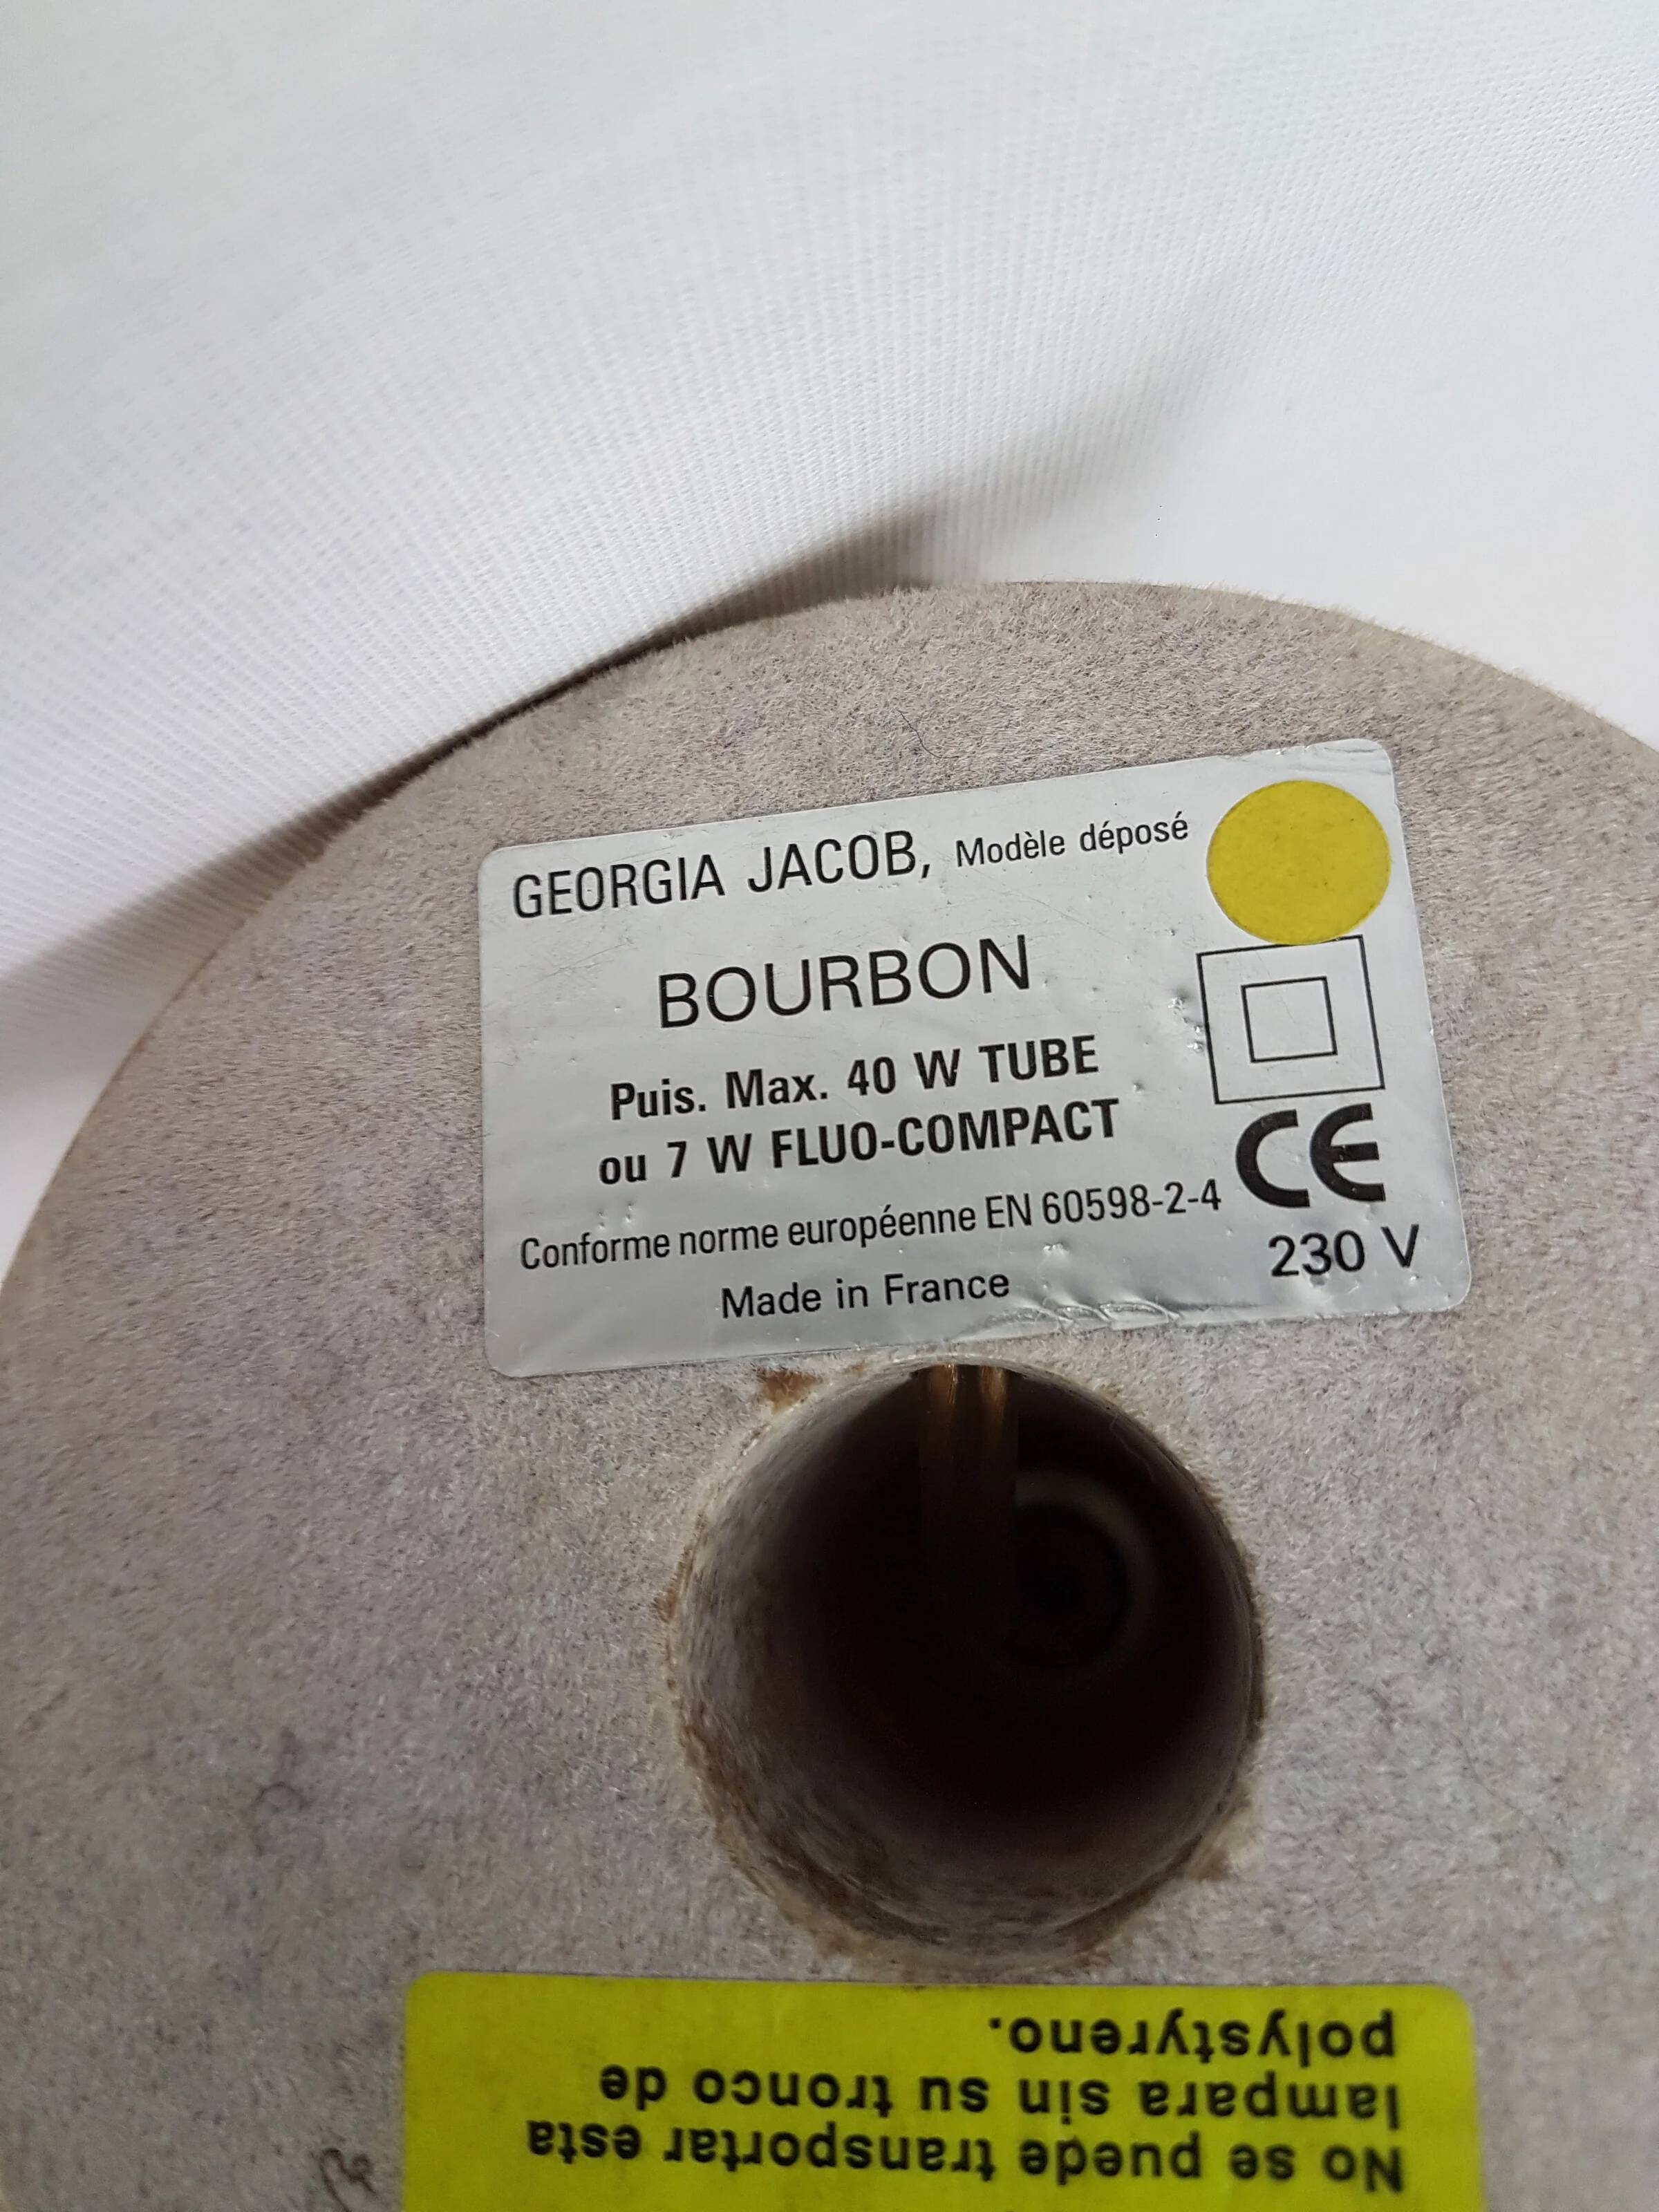 GEORGIA JACOB, Modèle déposé
BOURBON
Puis. Max. 40 W TUBE
ou 7 W FLUO-COMPACT
CE
Conforme norme européenne EN 60598-2-4
230 V
Made in France
No se puede transportar esta
lampara sin su tronco de
polystyreno.